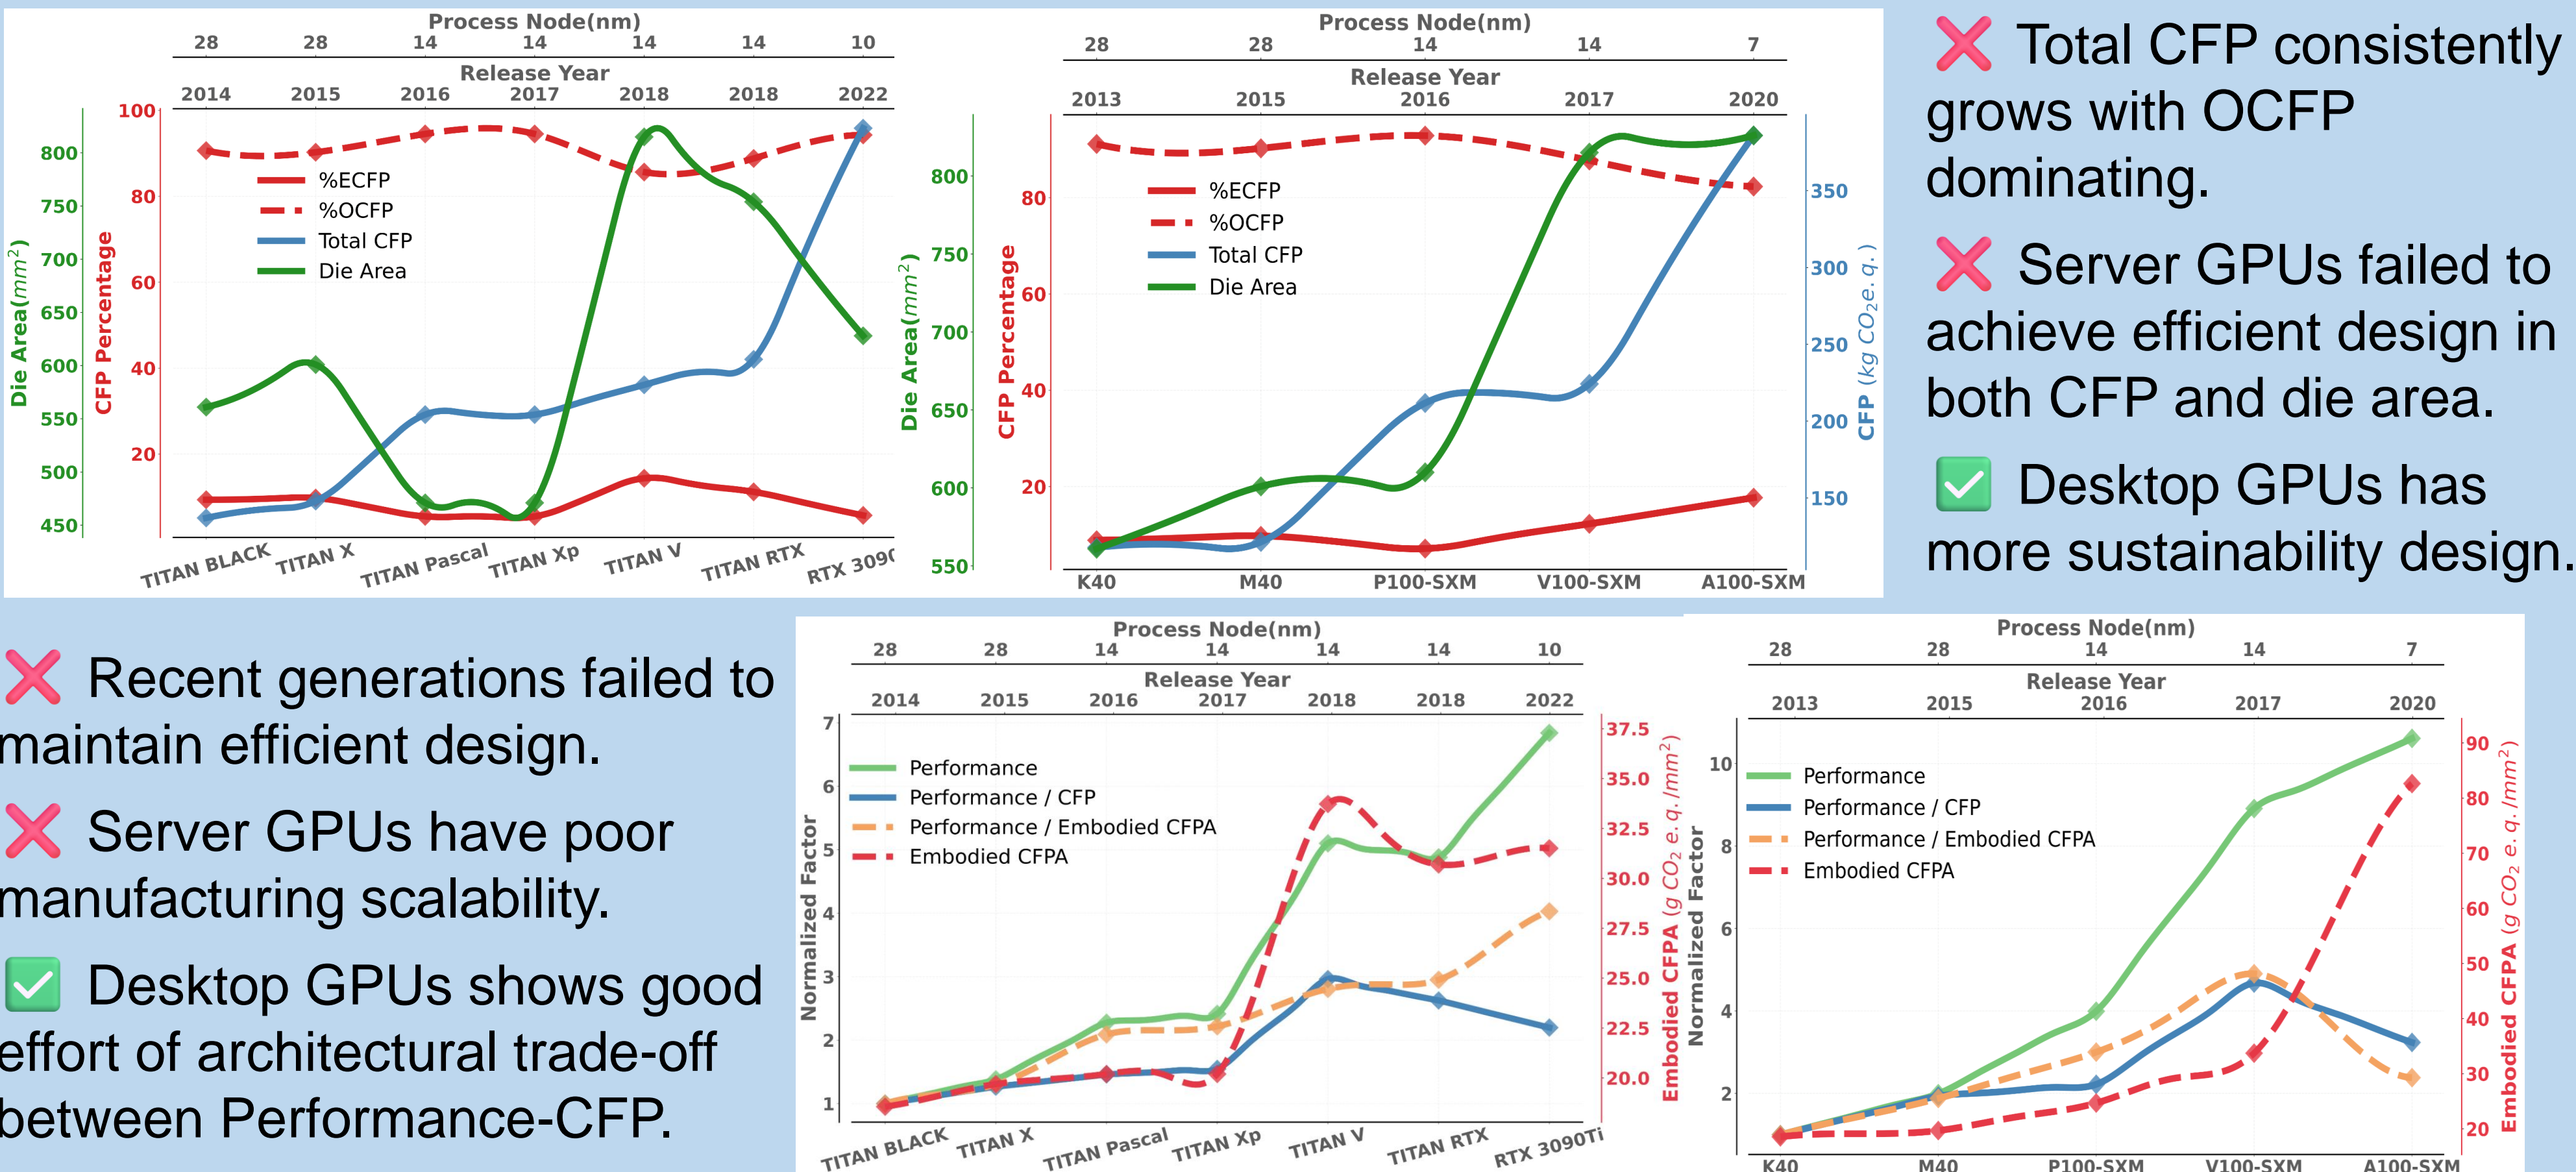 Process Node(nm)
28 28 14 14 14 14 10
Release Year
2014 2015 2016 2017 2018 2018 2022
Die Area(mm²)
800
750
700
650
600
550
500
450
CFP Percentage
100
80
60
40
20
%ECFP
%OCFP
Total CFP
Die Area
TITAN BLACK TITAN X TITAN Pascal TITAN Xp TITAN V TITAN RTX RTX 3090
Process Node(nm)
28 28 14 14 7
Release Year
2013 2015 2016 2017 2020
Die Area(mm²)
800
750
700
650
600
550
CFP Percentage
80
60
40
20
%ECFP
%OCFP
Total CFP
Die Area
350
300
250
200
150
CFP (kg CO₂e.q.)
K40 M40 P100-SXM V100-SXM A100-SXM
❌ Total CFP consistently
grows with OCFP
dominating.
❌ Server GPUs failed to
achieve efficient design in
both CFP and die area.
✅ Desktop GPUs has
more sustainability design.
❌ Recent generations failed to
maintain efficient design.
❌ Server GPUs have poor
manufacturing scalability.
✅ Desktop GPUs shows good
effort of architectural trade-off
between Performance-CFP.
Process Node(nm)
28 28 14 14 14 14 10
Release Year
2014 2015 2016 2017 2018 2018 2022
Normalized Factor
7
6
5
4
3
2
1
Performance
Performance / CFP
Performance / Embodied CFPA
Embodied CFPA
37.5
35.0
32.5
30.0
27.5
25.0
22.5
20.0
Embodied CFPA (g CO₂ e.q./mm²)
TITAN BLACK TITAN X TITAN Pascal TITAN Xp TITAN V TITAN RTX RTX 3090Ti
Process Node(nm)
28 28 14 14 7
Release Year
2013 2015 2016 2017 2020
Normalized Factor
10
8
6
4
2
Performance
Performance / CFP
Performance / Embodied CFPA
Embodied CFPA
90
80
70
60
50
40
30
20
Embodied CFPA (g CO₂ e.q./mm²)
K40 M40 P100-SXM V100-SXM A100-SXM